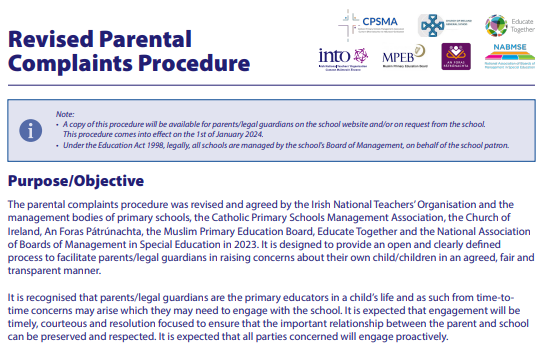 Revised Parental
Complaints Procedure
CPSMA
Educate
Together
into
MPEB
Muslim Primary Education Board
AN FORAS
PÁTRÚNACHTA
NABMSE
Note:
• A copy of this procedure will be available for parents/legal guardians on the school website and/or on request from the school.
This procedure comes into effect on the 1st of January 2024.
• Under the Education Act 1998, legally, all schools are managed by the school's Board of Management, on behalf of the school patron.
Purpose/Objective
The parental complaints procedure was revised and agreed by the Irish National Teachers' Organisation and the
management bodies of primary schools, the Catholic Primary Schools Management Association, the Church of
Ireland, An Foras Pátrúnachta, the Muslim Primary Education Board, Educate Together and the National Association
of Boards of Management in Special Education in 2023. It is designed to provide an open and clearly defined
process to facilitate parents/legal guardians in raising concerns about their own child/children in an agreed, fair and
transparent manner.
It is recognised that parents/legal guardians are the primary educators in a child's life and as such from time-to-
time concerns may arise which they may need to engage with the school. It is expected that engagement will be
timely, courteous and resolution focused to ensure that the important relationship between the parent and school
can be preserved and respected. It is expected that all parties concerned will engage proactively.